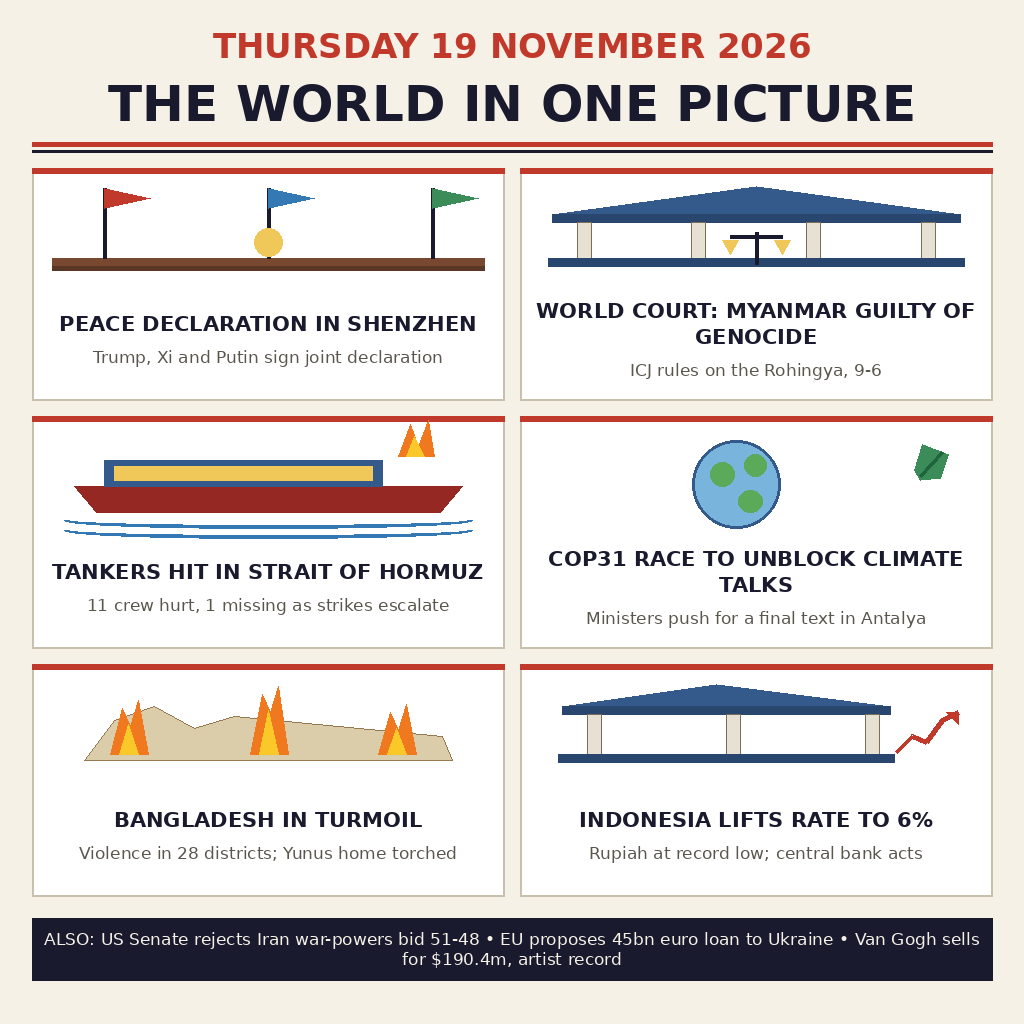 THURSDAY 19 NOVEMBER 2026
THE WORLD IN ONE PICTURE
PEACE DECLARATION IN SHENZHEN
Trump, Xi and Putin sign joint declaration
WORLD COURT: MYANMAR GUILTY OF
GENOCIDE
ICJ rules on the Rohingya, 9-6
TANKERS HIT IN STRAIT OF HORMUZ
11 crew hurt, 1 missing as strikes escalate
COP31 RACE TO UNBLOCK CLIMATE
TALKS
Ministers push for a final text in Antalya
BANGLADESH IN TURMOIL
Violence in 28 districts; Yunus home torched
INDONESIA LIFTS RATE TO 6%
Rupiah at record low; central bank acts
ALSO: US Senate rejects Iran war-powers bid 51-48 • EU proposes 45bn euro loan to Ukraine • Van Gogh sells
for $190.4m, artist record